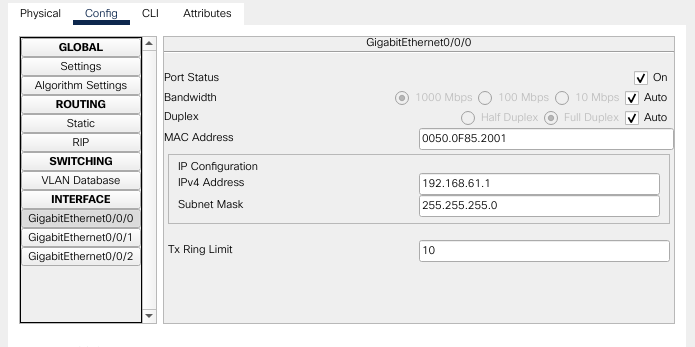 Physical Config CLI Attributes
GLOBAL
Settings
Algorithm Settings
ROUTING
Static
RIP
SWITCHING
VLAN Database
INTERFACE
GigabitEthernet0/0/0
GigabitEthernet0/0/1
GigabitEthernet0/0/2
GigabitEthernet0/0/0
Port Status On
Bandwidth 1000 Mbps 100 Mbps 10 Mbps Auto
Duplex Half Duplex Full Duplex Auto
MAC Address 0050.0F85.2001
IP Configuration
IPv4 Address 192.168.61.1
Subnet Mask 255.255.255.0
Tx Ring Limit 10